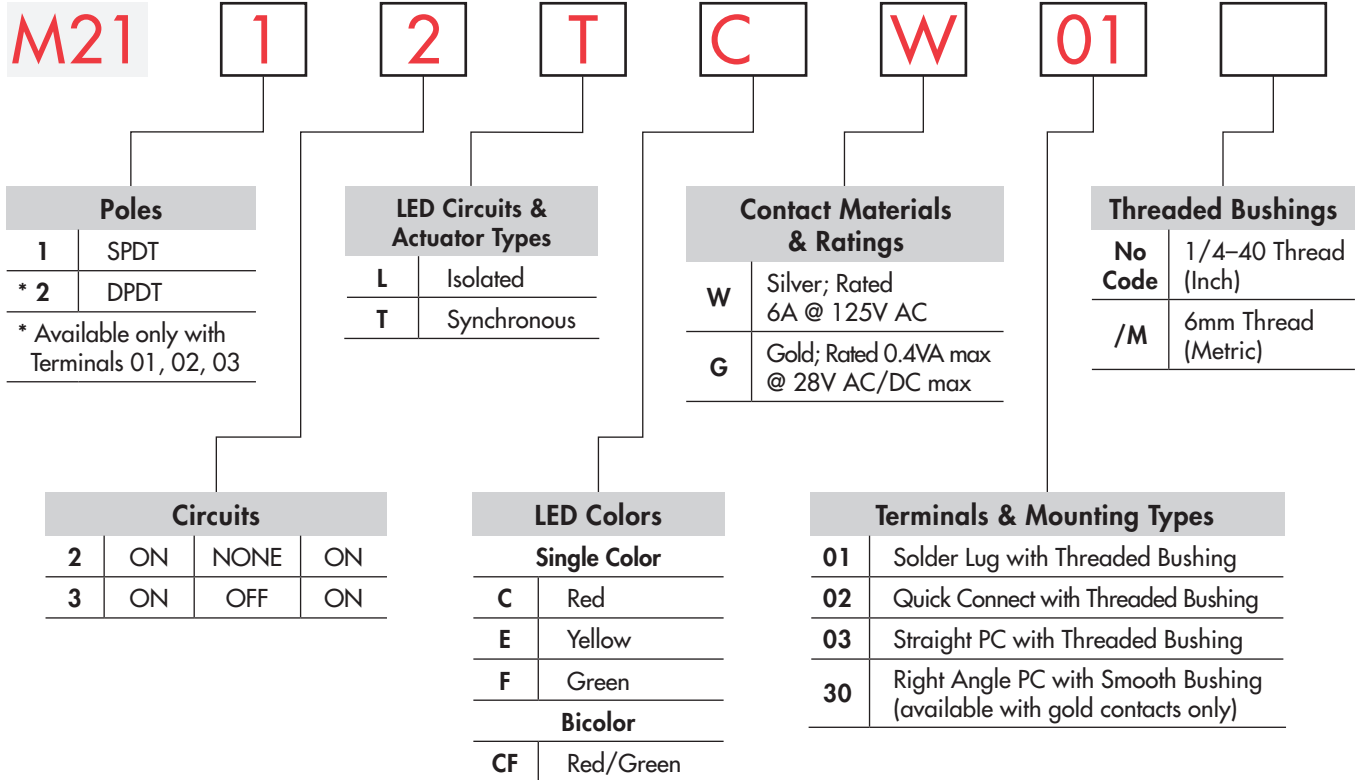 M21 1 2 T C W 01
Poles
1 SPDT
* 2 DPDT
* Available only with
Terminals 01, 02, 03
LED Circuits &
Actuator Types
L Isolated
T Synchronous
Contact Materials
& Ratings
W Silver; Rated
6A @ 125V AC
G Gold; Rated 0.4VA max
@ 28V AC/DC max
Threaded Bushings
No
Code 1/4–40 Thread
(Inch)
/M 6mm Thread
(Metric)
Circuits
2 ON NONE ON
3 ON OFF ON
LED Colors
Single Color
C Red
E Yellow
F Green
Bicolor
CF Red/Green
Terminals & Mounting Types
01 Solder Lug with Threaded Bushing
02 Quick Connect with Threaded Bushing
03 Straight PC with Threaded Bushing
30 Right Angle PC with Smooth Bushing
(available with gold contacts only)